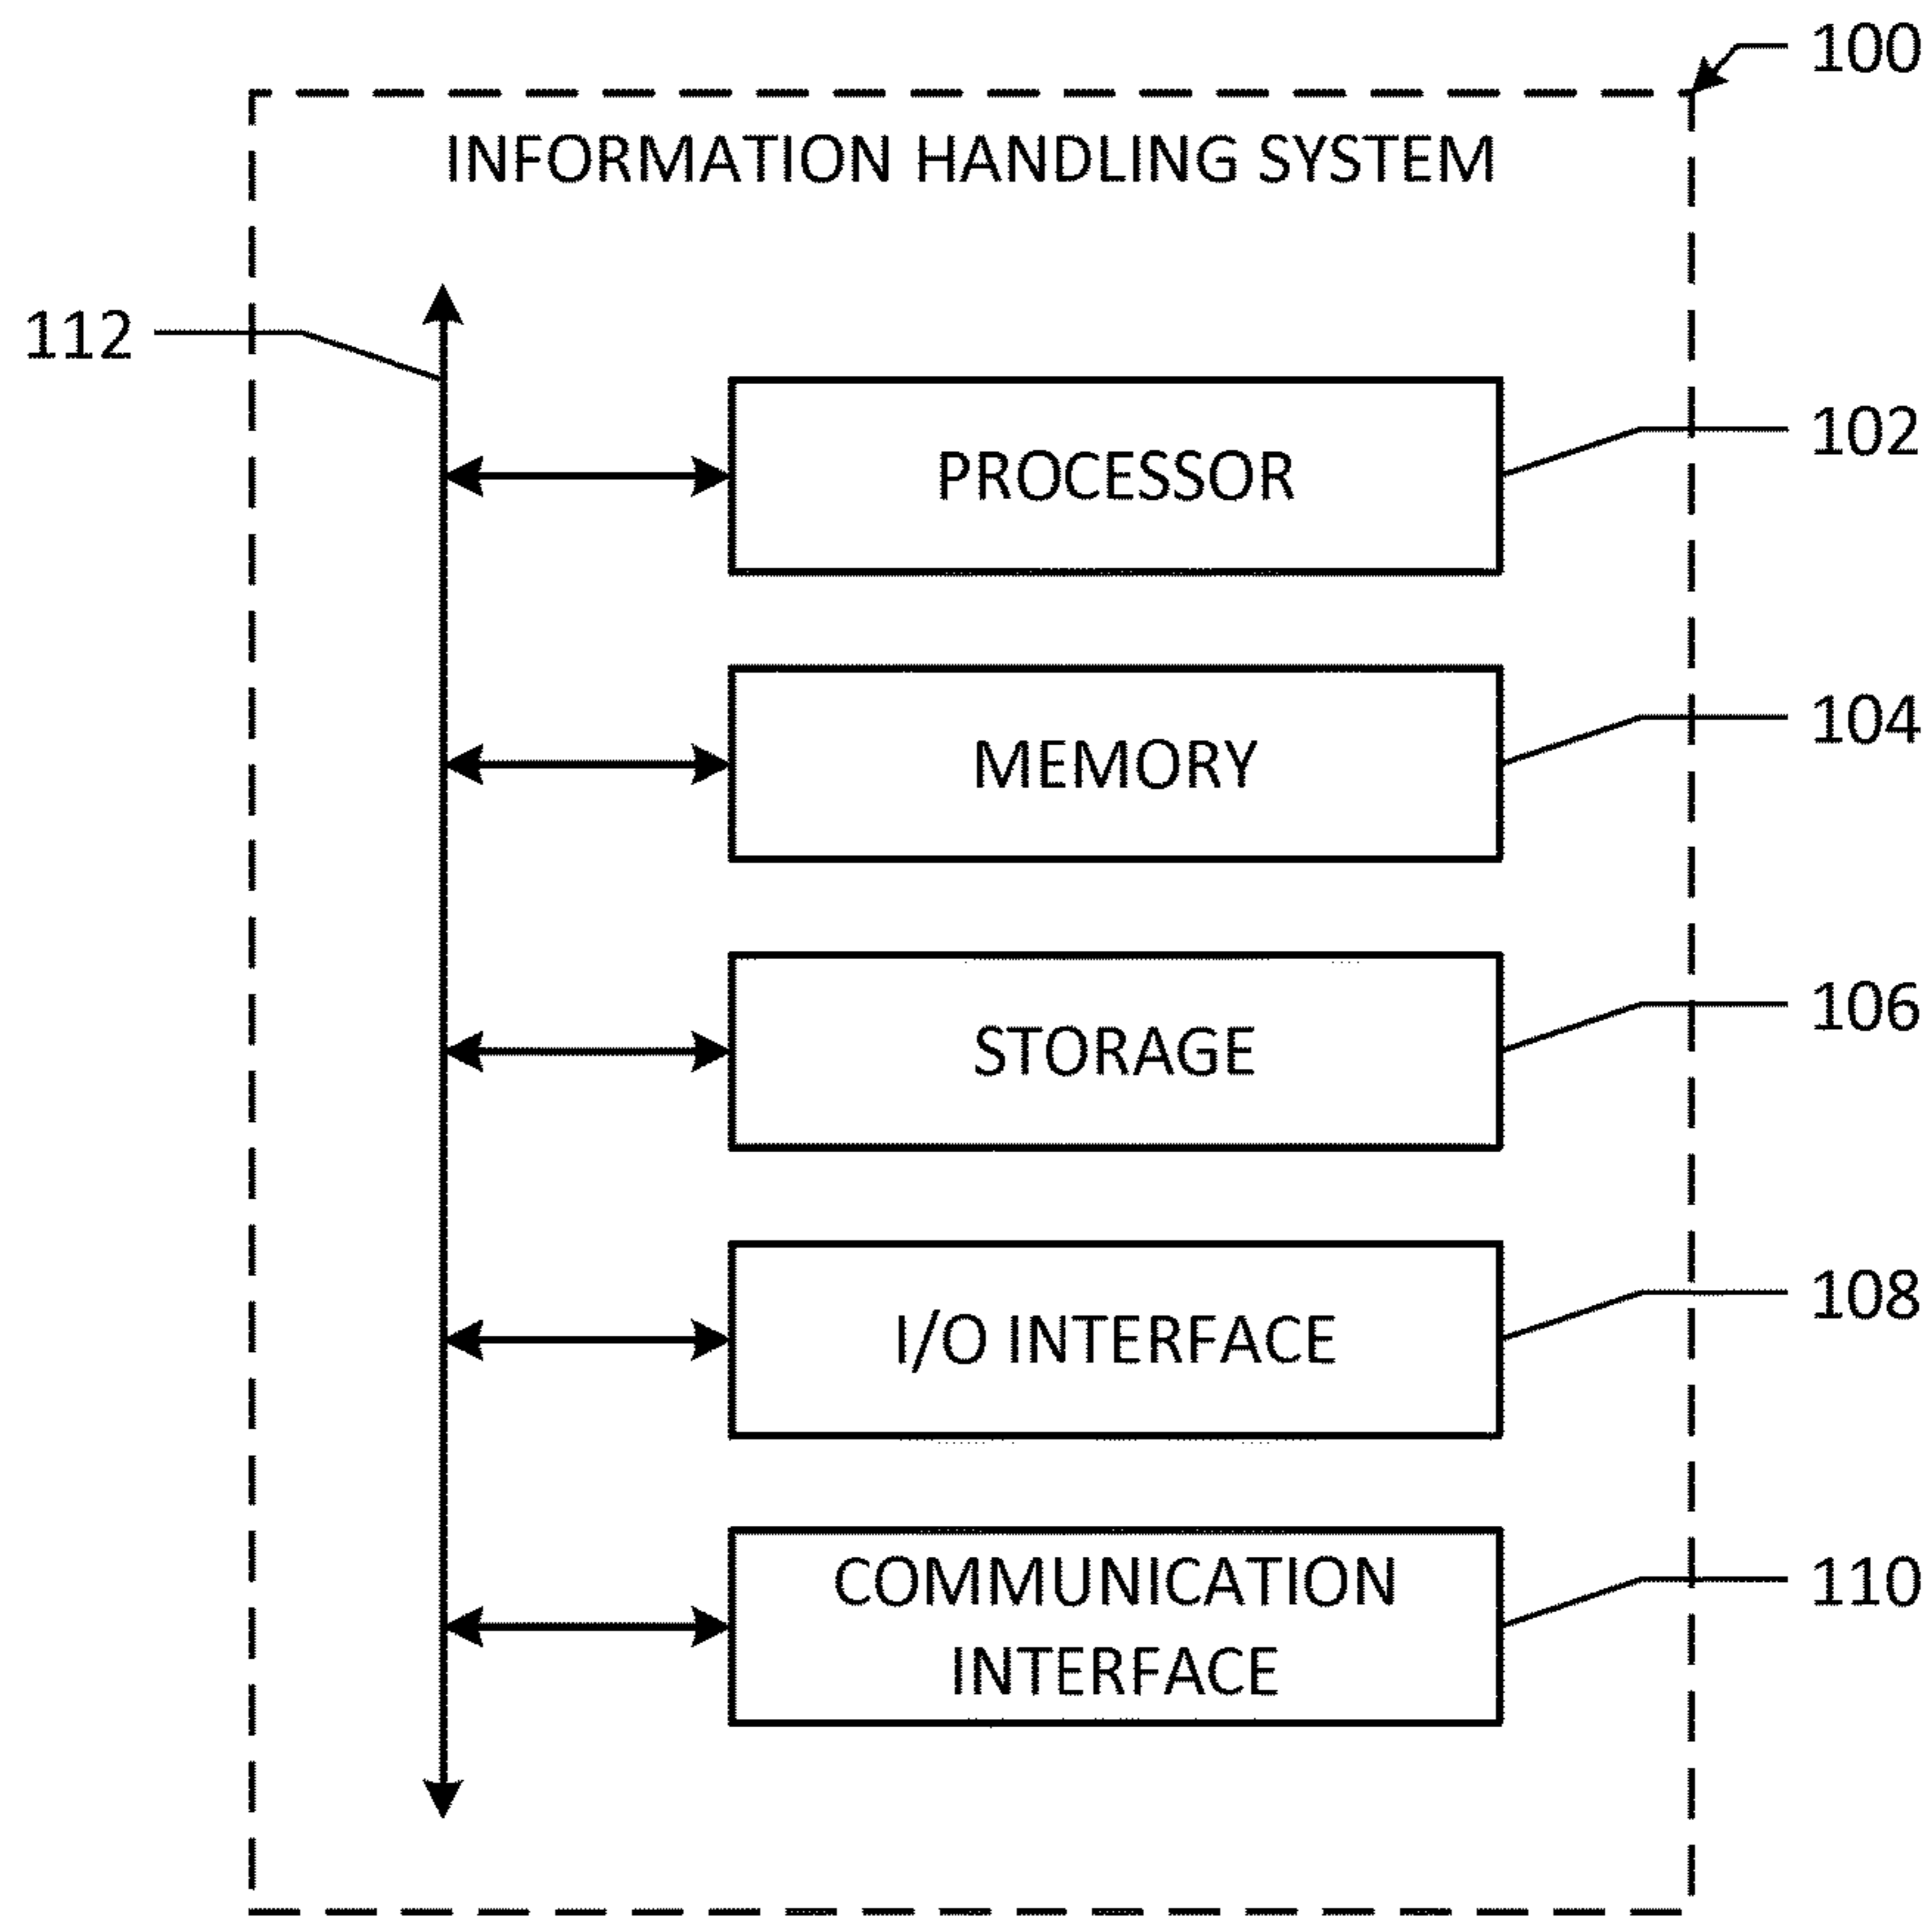 100
INFORMATION HANDLING SYSTEM
112
PROCESSOR
102
MEMORY
104
STORAGE
106
I/O INTERFACE
108
COMMUNICATION
INTERFACE
110